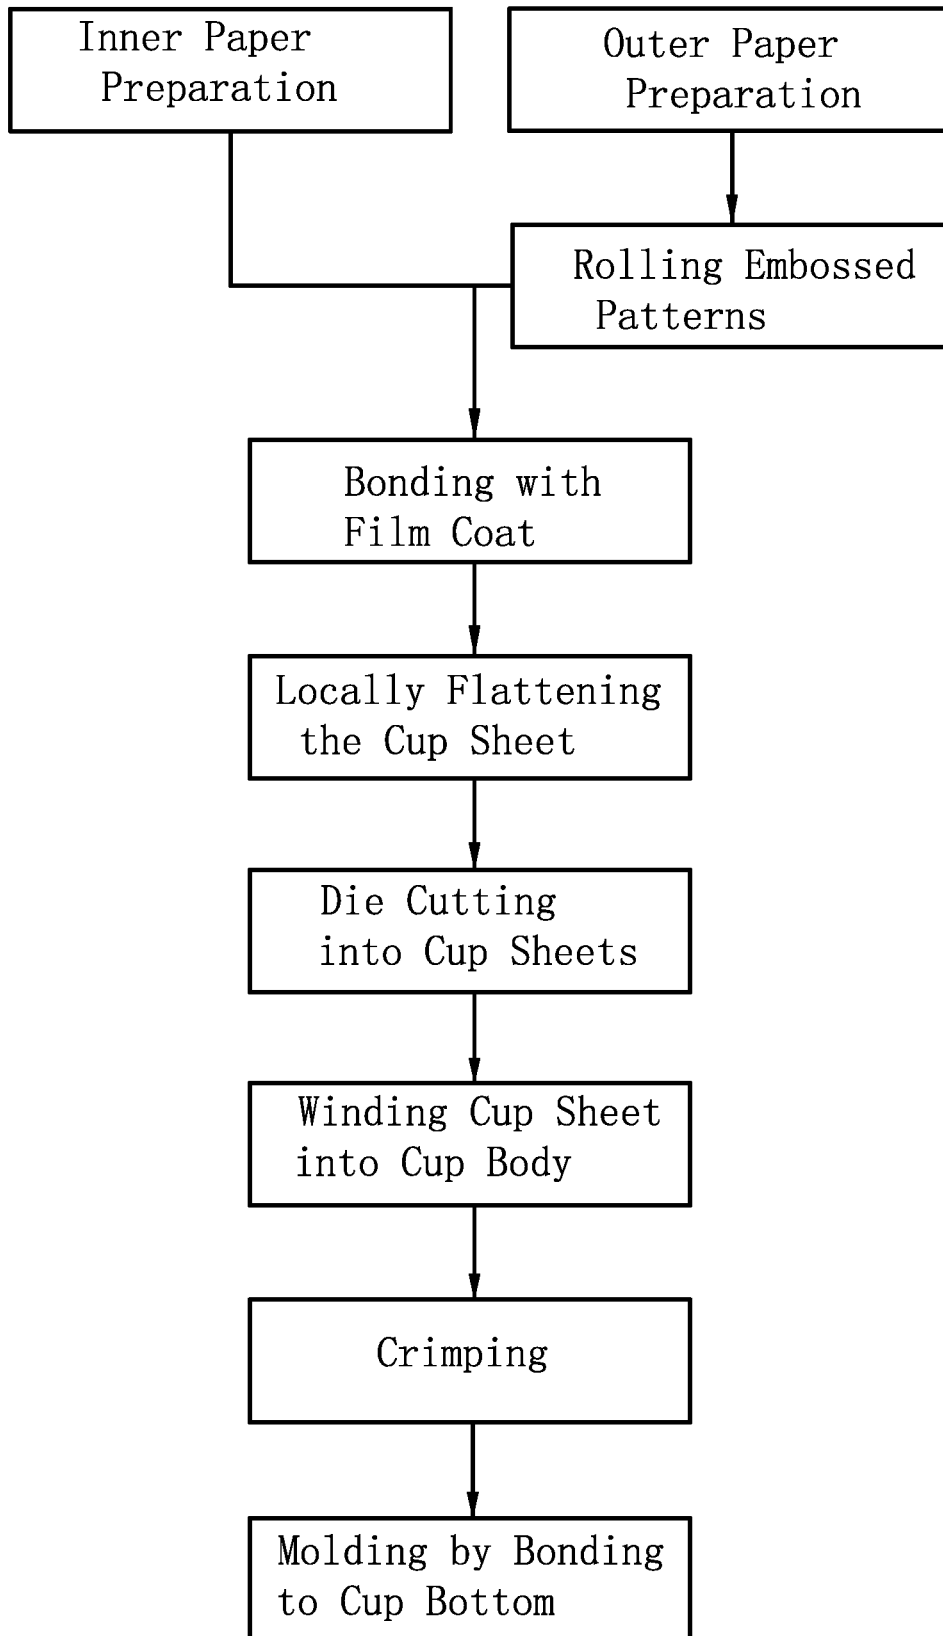 Inner Paper
Preparation
Outer Paper
Preparation
Rolling Embossed
Patterns
Bonding with
Film Coat
Locally Flattening
the Cup Sheet
Die Cutting
into Cup Sheets
Winding Cup Sheet
into Cup Body
Crimping
Molding by Bonding
to Cup Bottom